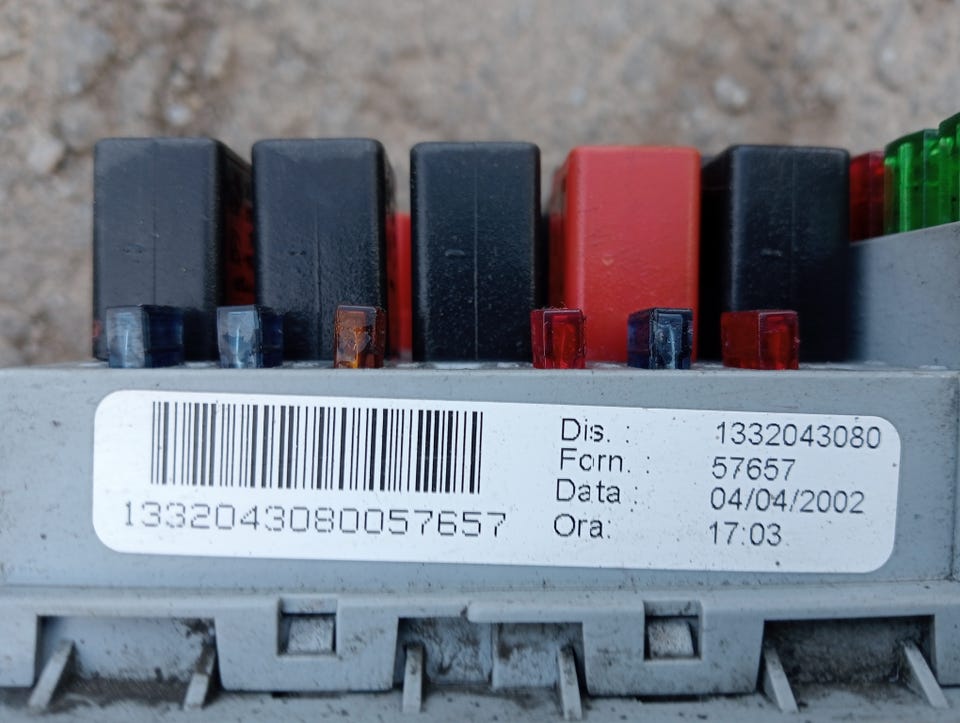 1332043080057657
Dis. : 1332043080
Forn. : 57657
Data : 04/04/2002
Ora: 17:03